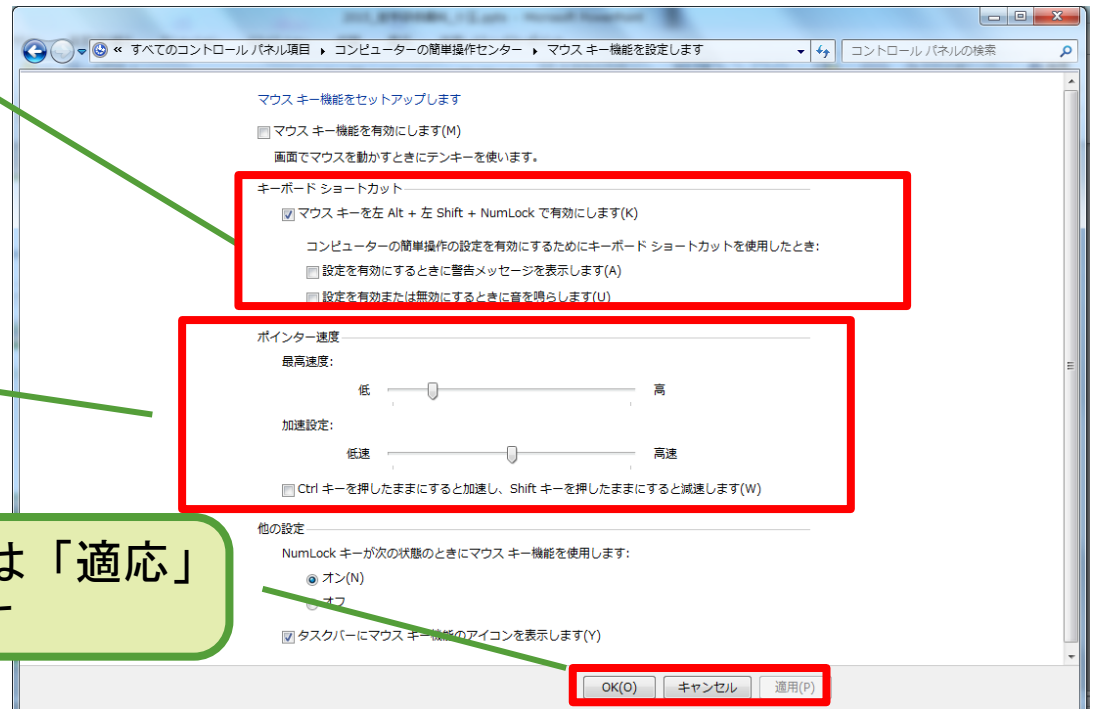 « すべてのコントロール パネル項目 ▸ コンピューターの簡単操作センター ▸ マウス キー機能を設定します
コントロール パネルの検索
マウス キー機能をセットアップします
マウス キー機能を有効にします(M)
画面でマウスを動かすときにテンキーを使います。
キーボード ショートカット
マウス キーを左 Alt + 左 Shift + NumLock で有効にします(K)
コンピューターの簡単操作の設定を有効にするためにキーボード ショートカットを使用したとき:
設定を有効にするときに警告メッセージを表示します(A)
設定を有効または無効にするときに音を鳴らします(U)
ポインター速度
最高速度:
低 高
加速設定:
低速 高速
Ctrl キーを押したままにすると加速し、Shift キーを押したままにすると減速します(W)
は「適応」
他の設定
NumLock キーが次の状態のときにマウス キー機能を使用します:
オン(N)
オフ
タスクバーにマウス キー機能のアイコンを表示します(Y)
OK(O) キャンセル 適用(P)